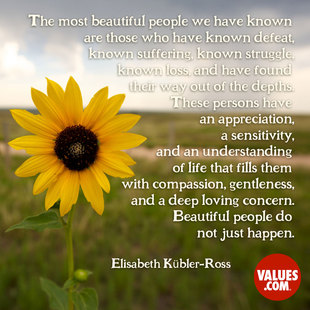 The most beautiful people we have known
are those who have known defeat,
known suffering, known struggle,
known loss, and have found
their way out of the depths.
These persons have
an appreciation,
a sensitivity,
and an understanding
of life that fills them
with compassion, gentleness,
and a deep loving concern.
Beautiful people do
not just happen.
Elisabeth Kübler-Ross
VALUES
.COM